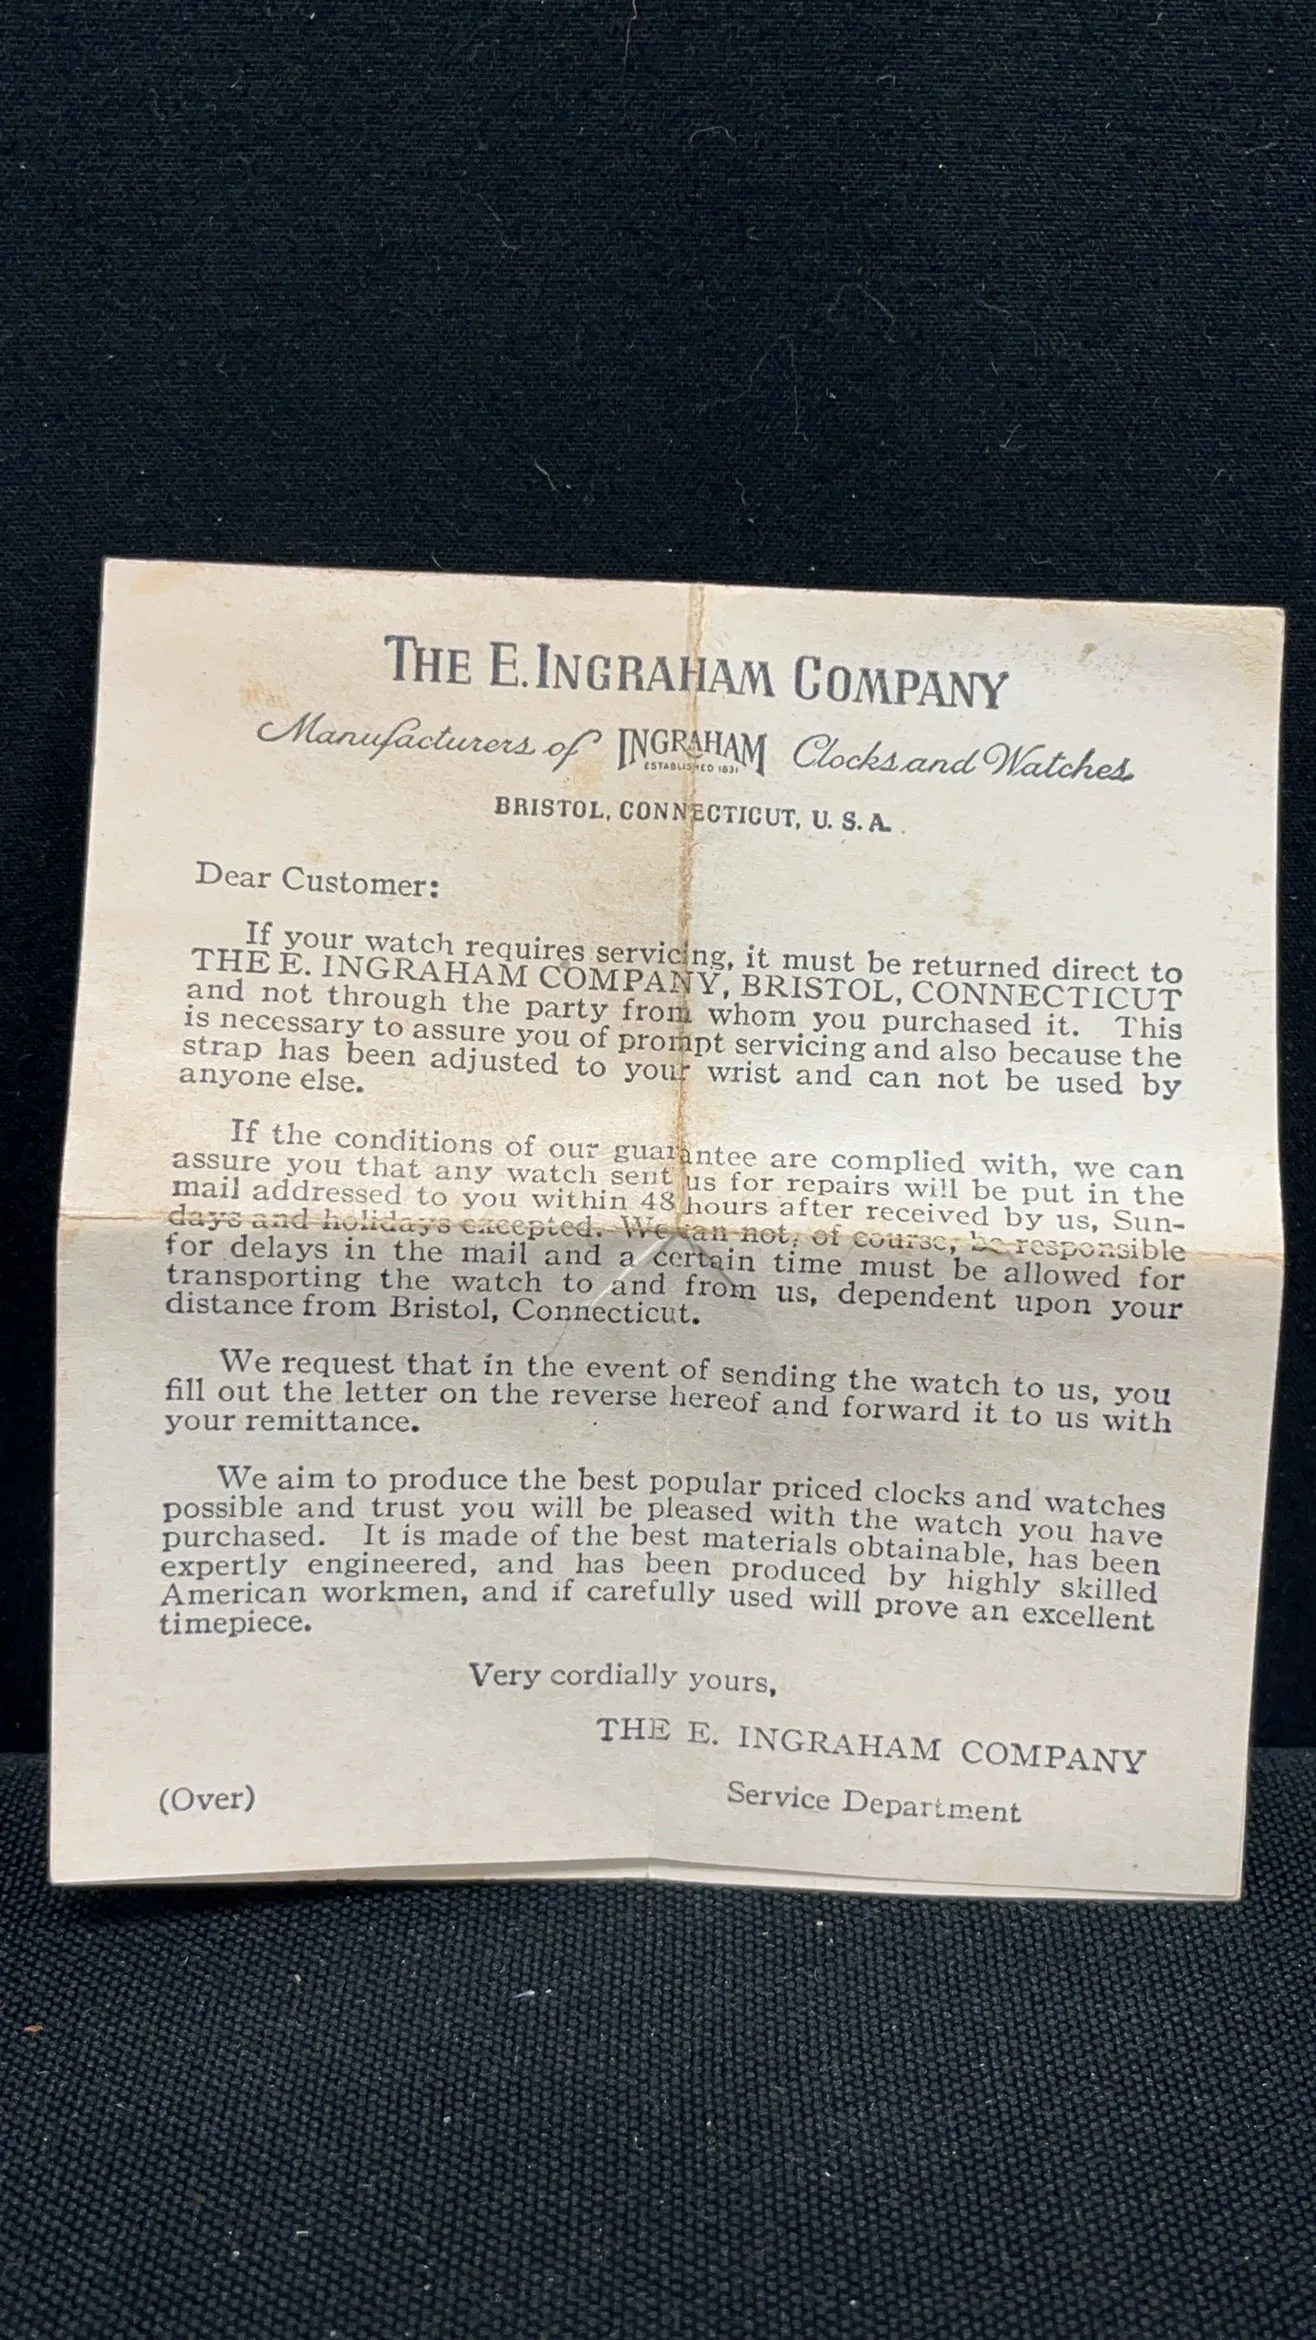 THE E. INGRAHAM COMPANY
Manufacturers of INGRAHAM Clocks and Watches
ESTABLISHED 1831
BRISTOL, CONNECTICUT, U. S. A.
Dear Customer:
If your watch requires servicing, it must be returned direct to
THE E. INGRAHAM COMPANY, BRISTOL, CONNECTICUT
and not through the party from whom you purchased it. This
is necessary to assure you of prompt servicing and also because the
strap has been adjusted to your wrist and can not be used by
anyone else.
If the conditions of our guarantee are complied with, we can
assure you that any watch sent us for repairs will be put in the
mail addressed to you within 48 hours after received by us, Sun-
days and holidays excepted. We can not, of course, be responsible
for delays in the mail and a certain time must be allowed for
transporting the watch to and from us, dependent upon your
distance from Bristol, Connecticut.
We request that in the event of sending the watch to us, you
fill out the letter on the reverse hereof and forward it to us with
your remittance.
We aim to produce the best popular priced clocks and watches
possible and trust you will be pleased with the watch you have
purchased. It is made of the best materials obtainable, has been
expertly engineered, and has been produced by highly skilled
American workmen, and if carefully used will prove an excellent
timepiece.
Very cordially yours,
THE E. INGRAHAM COMPANY
(Over) Service Department